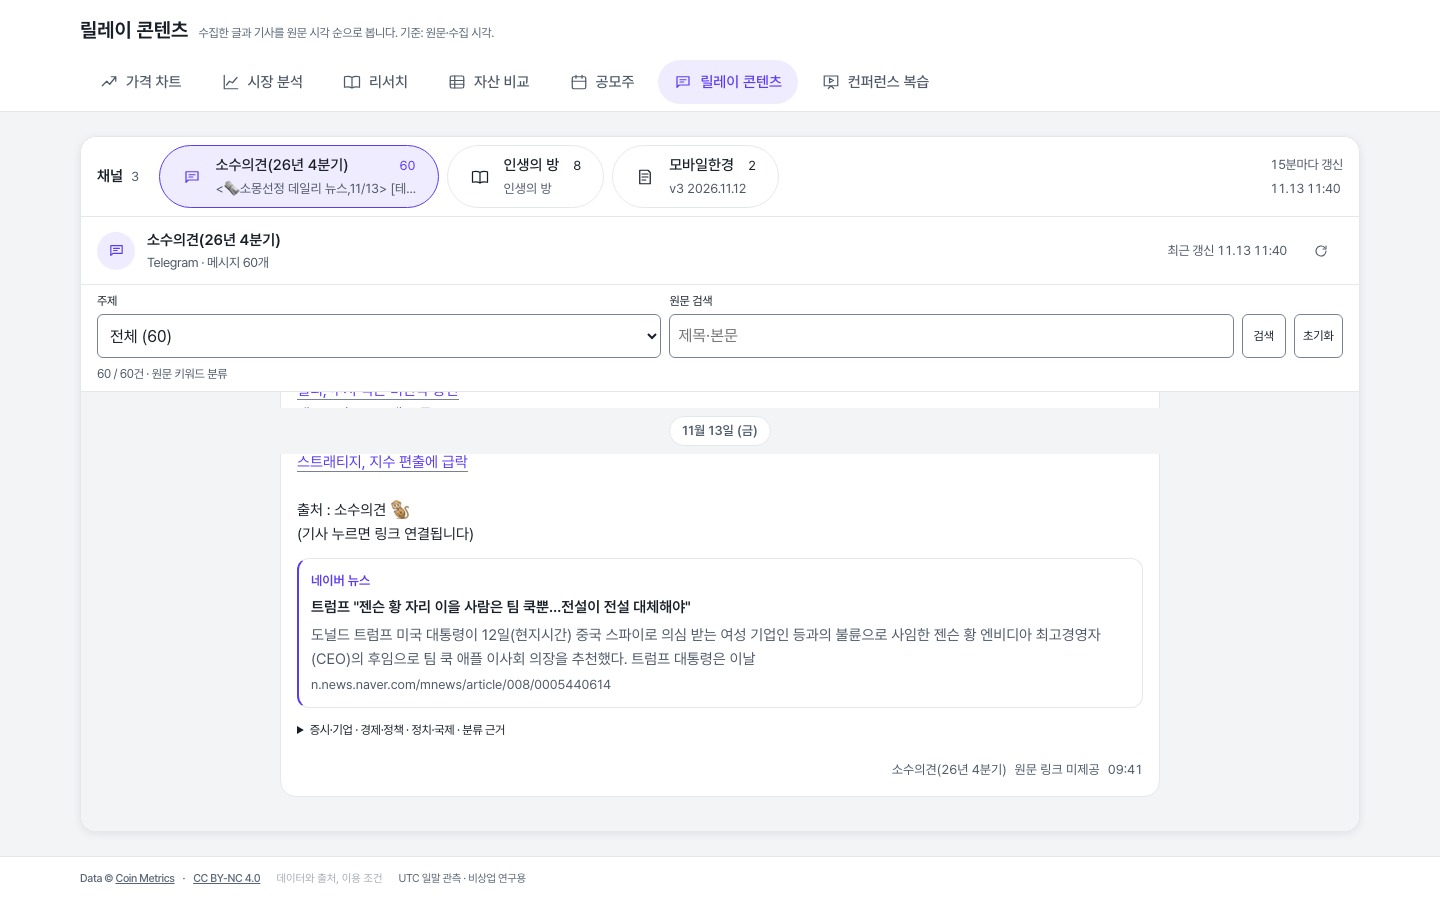 릴레이 콘텐츠 수집한 글과 기사를 원문 시각 순으로 봅니다. 기준: 원문·수집 시각.
가격 차트 시장 분석 리서치 자산 비교 공모주 릴레이 콘텐츠 컨퍼런스 복습
채널 3
소수의견(26년 4분기) 60
<🗞️소몽선정 데일리 뉴스,11/13> [테...
인생의 방 8
인생의 방
모바일한경 2
v3 2026.11.12
15분마다 갱신
11.13 11:40
소수의견(26년 4분기)
Telegram · 메시지 60개
최근 갱신 11.13 11:40
주제
전체 (60)
원문 검색
제목·본문
검색
초기화
60 / 60건 · 원문 키워드 분류
11월 13일 (금)
스트래티지, 지수 편출에 급락
출처 : 소수의견 🐒
(기사 누르면 링크 연결됩니다)
네이버 뉴스
트럼프 "젠슨 황 자리 이을 사람은 팀 쿡뿐...전설이 전설 대체해야"
도널드 트럼프 미국 대통령이 12일(현지시간) 중국 스파이로 의심 받는 여성 기업인 등과의 불륜으로 사임한 젠슨 황 엔비디아 최고경영자
(CEO)의 후임으로 팀 쿡 애플 이사회 의장을 추천했다. 트럼프 대통령은 이날
n.news.naver.com/mnews/article/008/0005440614
▶ 증시·기업 · 경제·정책 · 정치·국제 · 분류 근거
소수의견(26년 4분기) 원문 링크 미제공 09:41
Data © Coin Metrics · CC BY-NC 4.0 데이터와 출처, 이용 조건 UTC 일말 관측 · 비상업 연구용